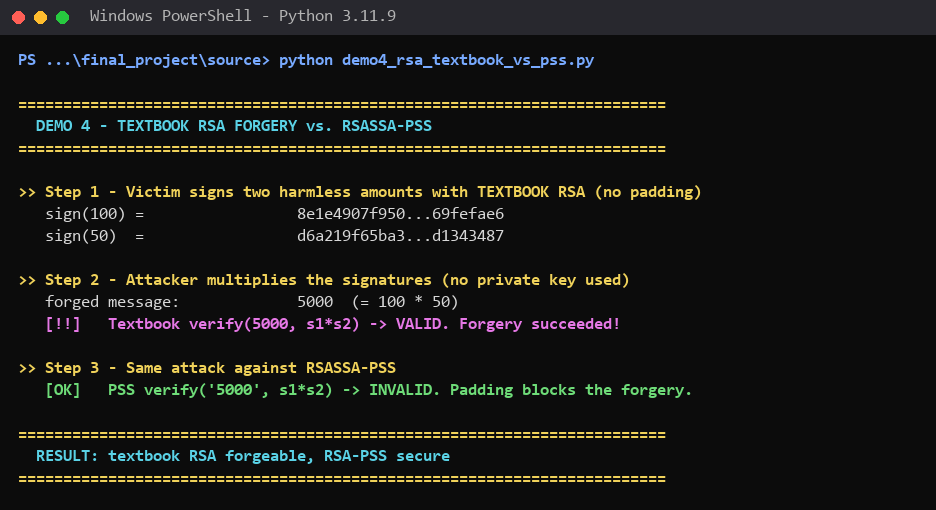 Windows PowerShell - Python 3.11.9
PS ...\final_project\source> python demo4_rsa_textbook_vs_pss.py
========================================================================
DEMO 4 - TEXTBOOK RSA FORGERY vs. RSASSA-PSS
========================================================================
>> Step 1 - Victim signs two harmless amounts with TEXTBOOK RSA (no padding)
sign(100) = 8e1e4907f950...69fefae6
sign(50)  = d6a219f65ba3...d1343487
>> Step 2 - Attacker multiplies the signatures (no private key used)
forged message: 5000  (= 100 * 50)
[!!]   Textbook verify(5000, s1*s2) -> VALID. Forgery succeeded!
>> Step 3 - Same attack against RSASSA-PSS
[OK]   PSS verify('5000', s1*s2) -> INVALID. Padding blocks the forgery.
========================================================================
RESULT: textbook RSA forgeable, RSA-PSS secure
========================================================================